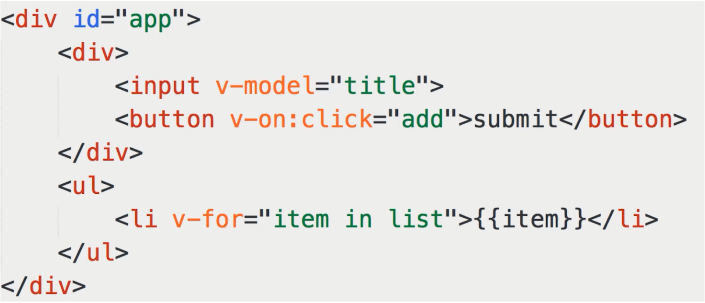 <div id="app">
    <div>
        <input v-model="title">
        <button v-on:click="add">submit</button>
    </div>
    <ul>
        <li v-for="item in list">{{item}}</li>
    </ul>
</div>